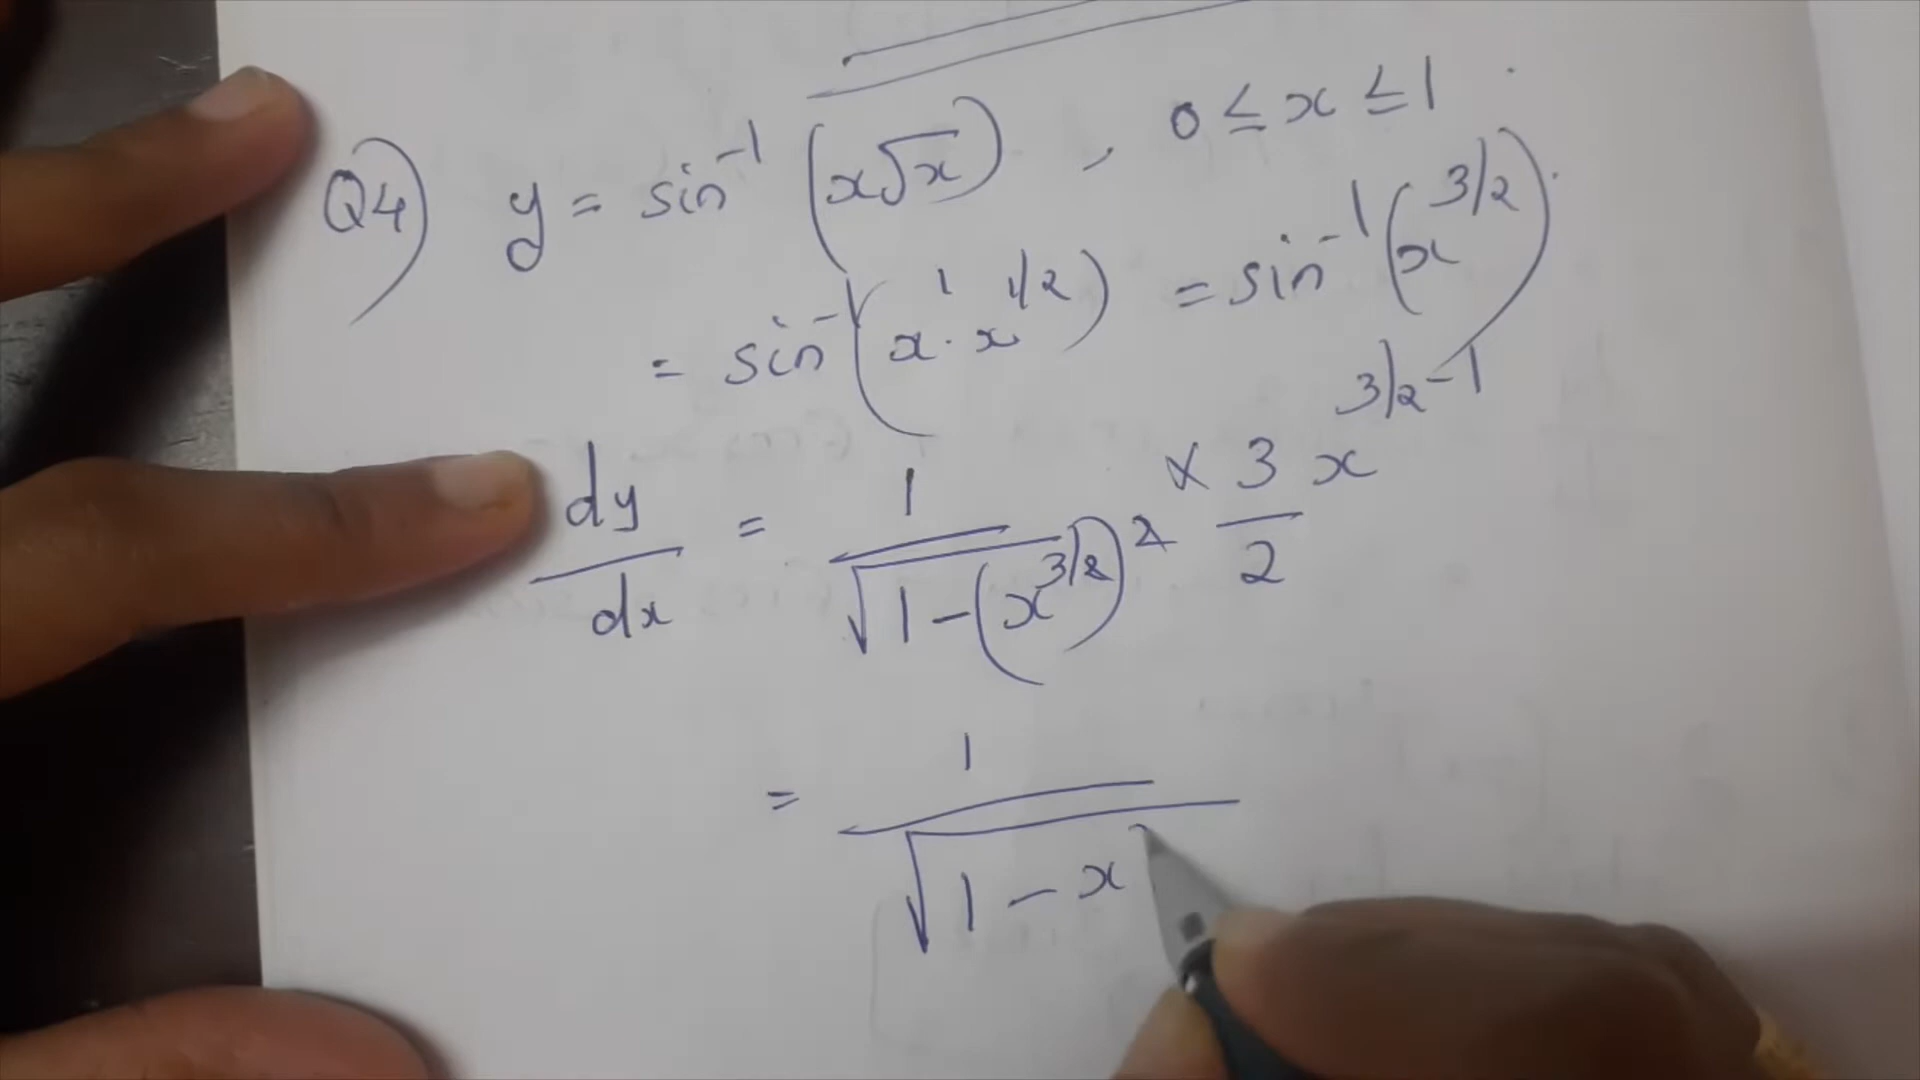 Q4) y = sin⁻¹ (x√x) , 0 ≤ x ≤ 1
= sin⁻¹(x¹ · x^1/2) = sin⁻¹(x^3/2)
dy/dx = 1/√(1-(x^3/2)²) × 3/2 x^3/2-1
= 1/√(1 - x